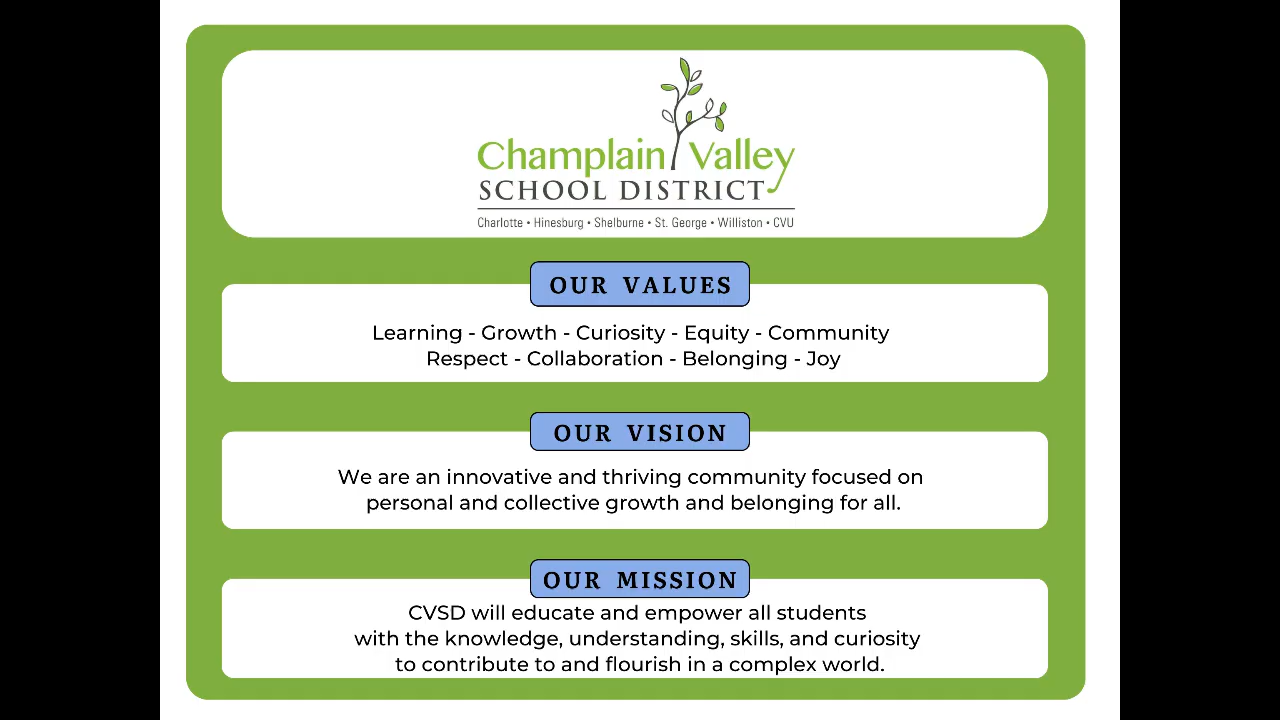 Champlain Valley
SCHOOL DISTRICT
Charlotte • Hinesburg • Shelburne • St. George • Williston • CVU
OUR VALUES
Learning - Growth - Curiosity - Equity - Community
Respect - Collaboration - Belonging - Joy
OUR VISION
We are an innovative and thriving community focused on
personal and collective growth and belonging for all.
OUR MISSION
CVSD will educate and empower all students
with the knowledge, understanding, skills, and curiosity
to contribute to and flourish in a complex world.